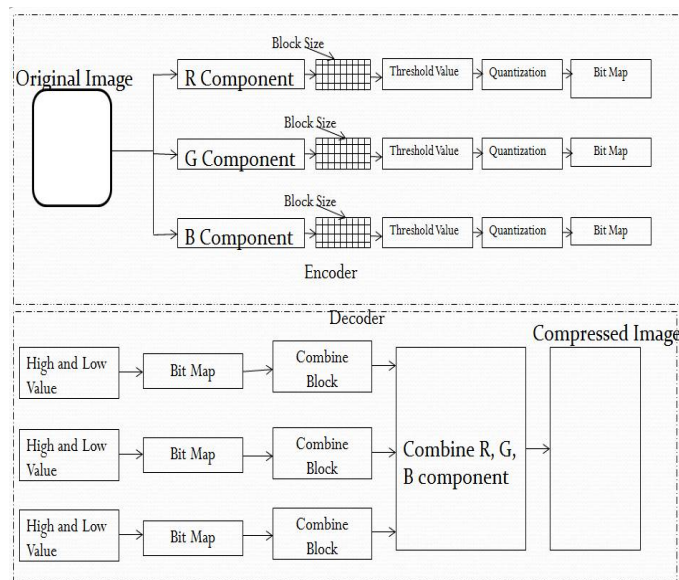 Original Image
Block Size
R Component
Threshold Value
Quantization
Bit Map
Block Size
G Component
Threshold Value
Quantization
Bit Map
Block Size
B Component
Threshold Value
Quantization
Bit Map
Encoder
Decoder
Compressed Image
High and Low
Value
Bit Map
Combine
Block
High and Low
Value
Bit Map
Combine
Block
Combine R, G,
B component
High and Low
Value
Bit Map
Combine
Block